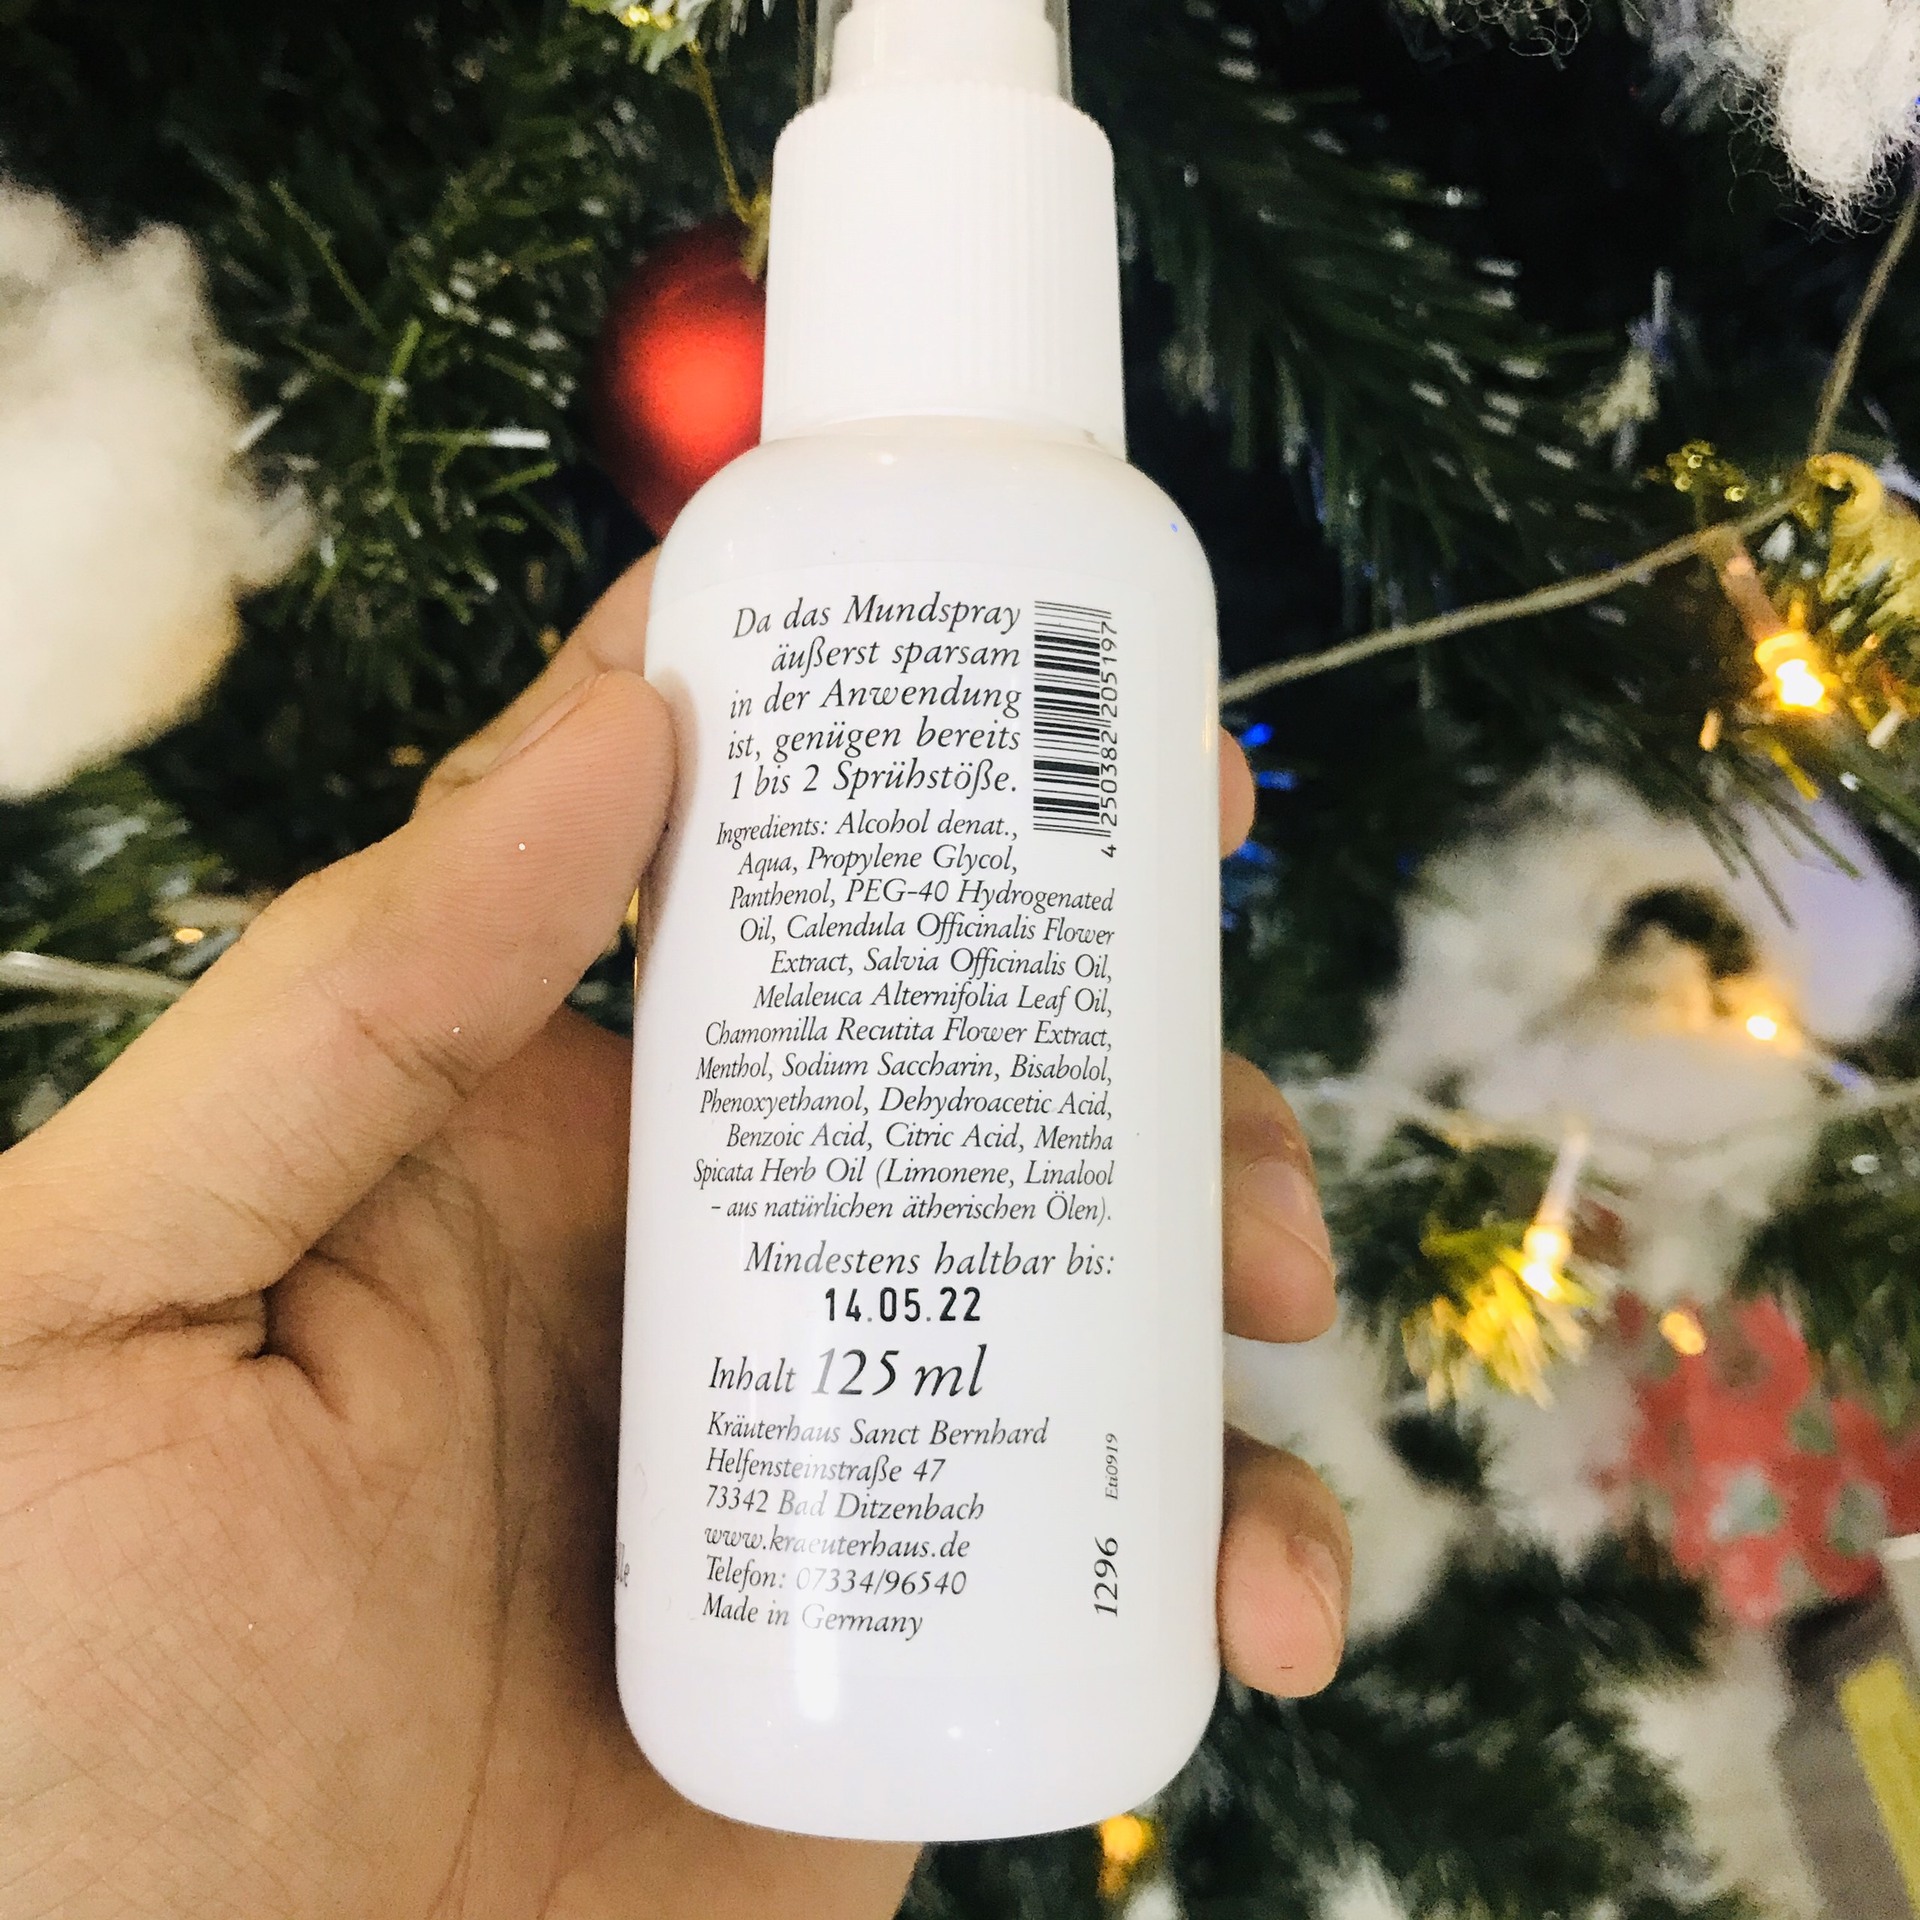 Da das Mundspray
äußerst sparsam
in der Anwendung
ist, genügen bereits
1 bis 2 Sprühstöße.
4 250382 205197
Ingredients: Alcohol denat.,
Aqua, Propylene Glycol,
Panthenol, PEG-40 Hydrogenated
Oil, Calendula Officinalis Flower
Extract, Salvia Officinalis Oil,
Melaleuca Alternifolia Leaf Oil,
Chamomilla Recutita Flower Extract,
Menthol, Sodium Saccharin, Bisabolol,
Phenoxyethanol, Dehydroacetic Acid,
Benzoic Acid, Citric Acid, Mentha
Spicata Herb Oil (Limonene, Linalool
- aus natürlichen ätherischen Ölen).
Mindestens haltbar bis:
14.05.22
Inhalt 125 ml
Kräuterhaus Sanct Bernhard
Helfensteinstraße 47
73342 Bad Ditzenbach
www.kraeuterhaus.de
Telefon: 07334/96540
Made in Germany
1296 Eti0919